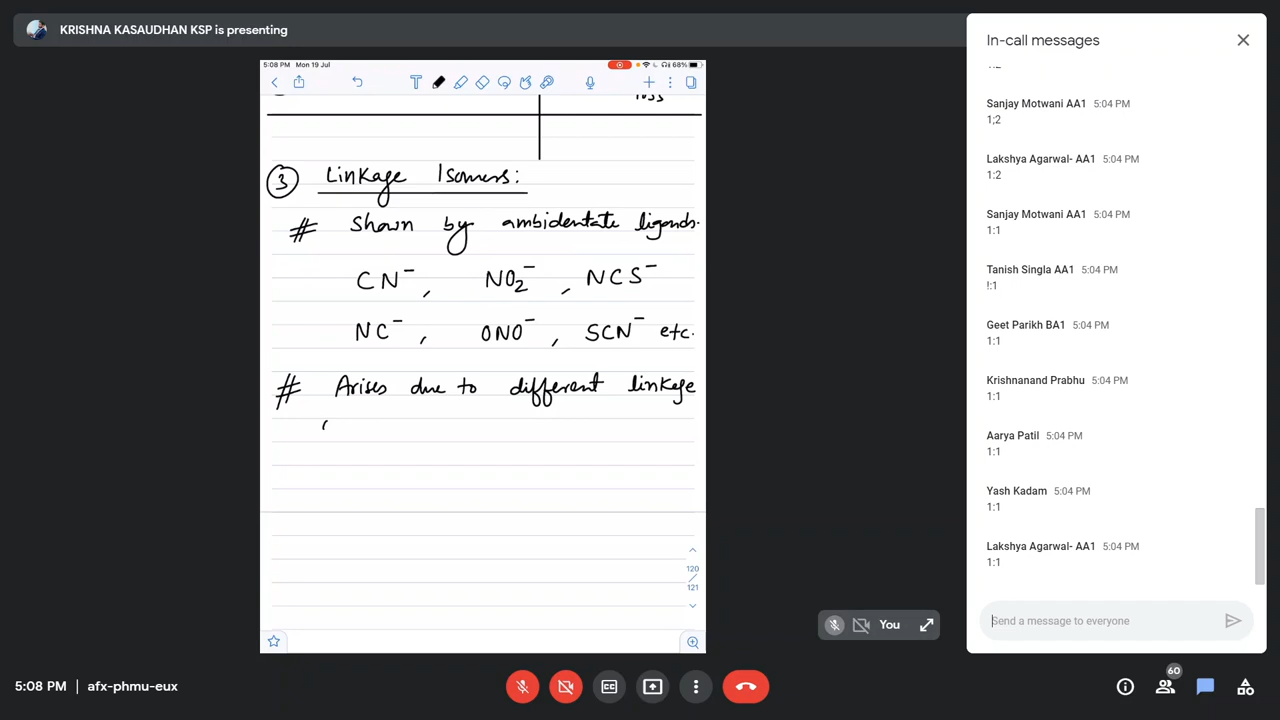 KRISHNA KASAUDHAN KSP is presenting
5:08 PM Mon 19 Jul
68%
loss
3 Linkage Isomers:
# Shown by ambidentate ligands.
CN⁻, NO₂⁻, NCS⁻
NC⁻, ONO⁻, SCN⁻ etc.
# Arises due to different linkage
120
121
You
5:08 PM | afx-phmu-eux
In-call messages
Sanjay Motwani AA1 5:04 PM
1;2
Lakshya Agarwal- AA1 5:04 PM
1:2
Sanjay Motwani AA1 5:04 PM
1:1
Tanish Singla AA1 5:04 PM
!:1
Geet Parikh BA1 5:04 PM
1:1
Krishnanand Prabhu 5:04 PM
1:1
Aarya Patil 5:04 PM
1:1
Yash Kadam 5:04 PM
1:1
Lakshya Agarwal- AA1 5:04 PM
1:1
Send a message to everyone
60